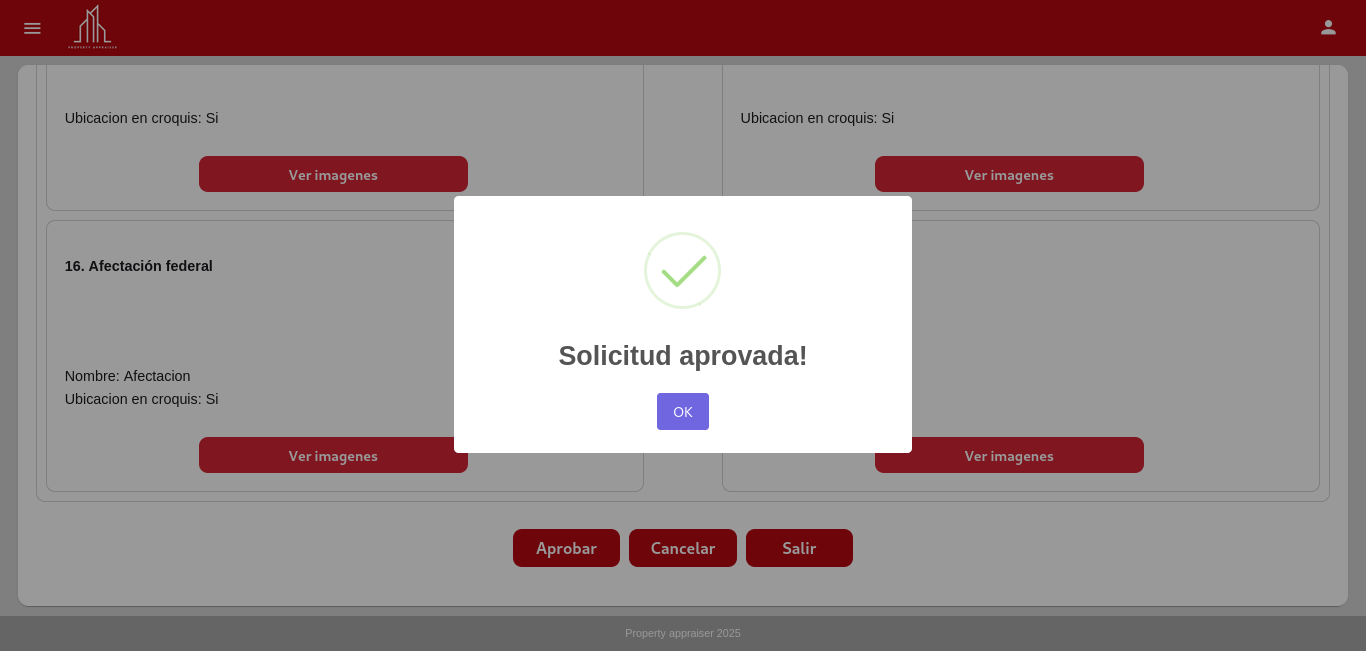 PROPERTY APPRAISER
Ubicacion en croquis: Si
Ubicacion en croquis: Si
Ver imagenes
Ver imagenes
16. Afectación federal
Solicitud aprovada!
Nombre: Afectacion
Ubicacion en croquis: Si
OK
Ver imagenes
Ver imagenes
Aprobar
Cancelar
Salir
Property appraiser 2025